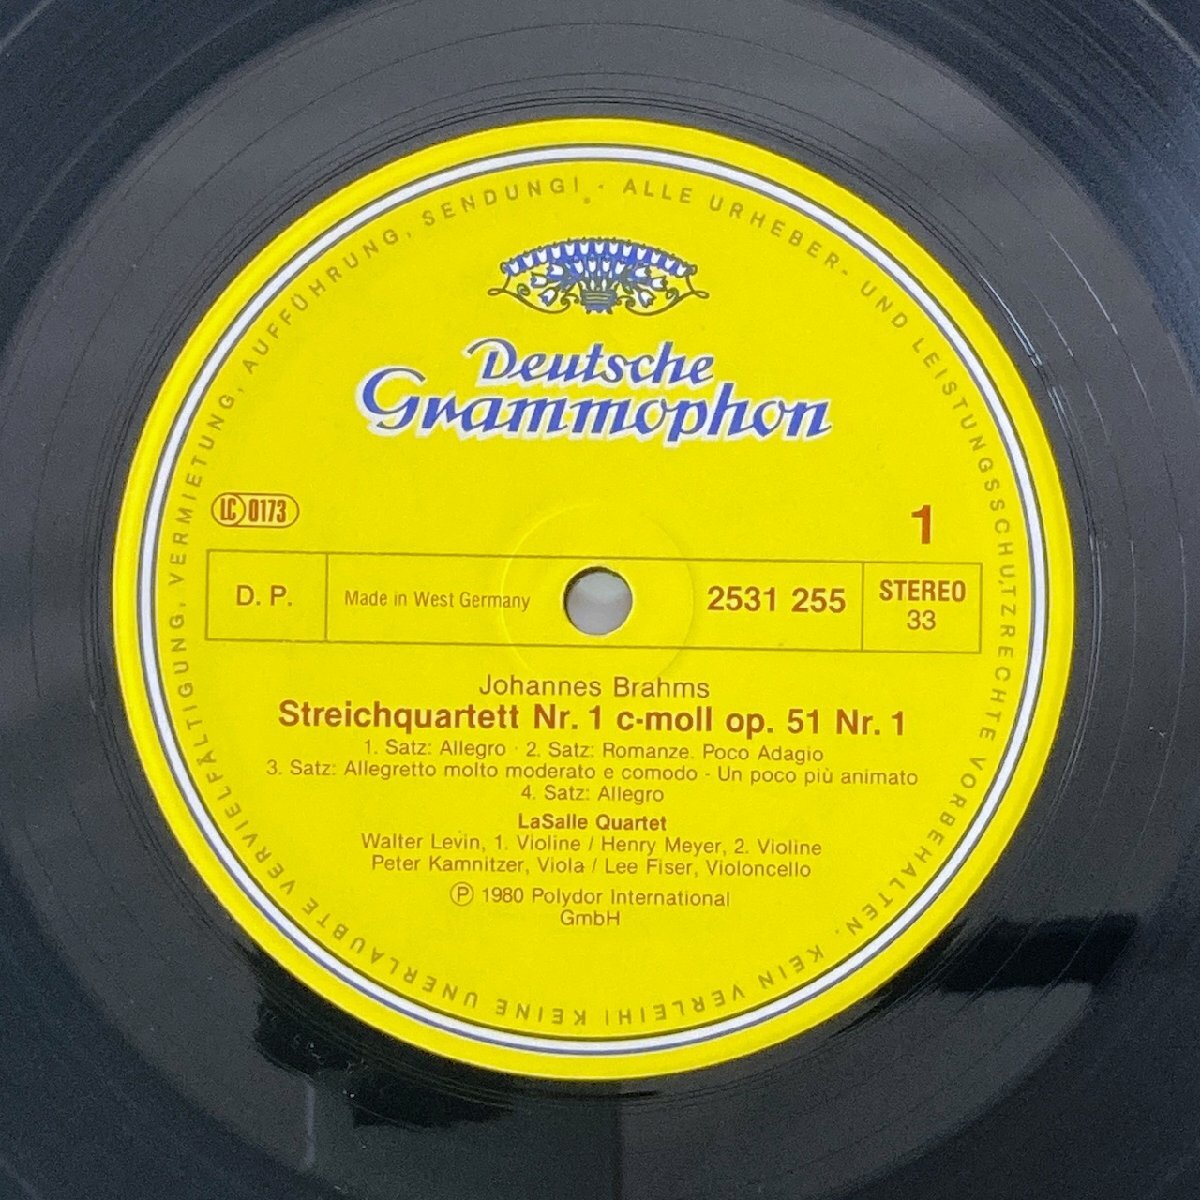 Deutsche
Grammophon
LC 0173
1
D. P.
Made in West Germany
2531 255
STEREO
33
Johannes Brahms
Streichquartett Nr. 1 c-moll op. 51 Nr. 1
1. Satz: Allegro · 2. Satz: Romanze. Poco Adagio
3. Satz: Allegretto molto moderato e comodo - Un poco più animato
4. Satz: Allegro
LaSalle Quartet
Walter Levin, 1. Violine / Henry Meyer, 2. Violine
Peter Kamnitzer, Viola / Lee Fiser, Violoncello
Ⓟ 1980 Polydor International
GmbH
ALLE URHEBER- UND LEISTUNGSSCHUTZRECHTE VORBEHALTEN. KEIN VERLEIH! KEINE UNERLAUBTE VERVIELFÄLTIGUNG, VERMIETUNG, AUFFÜHRUNG, SENDUNG! ·